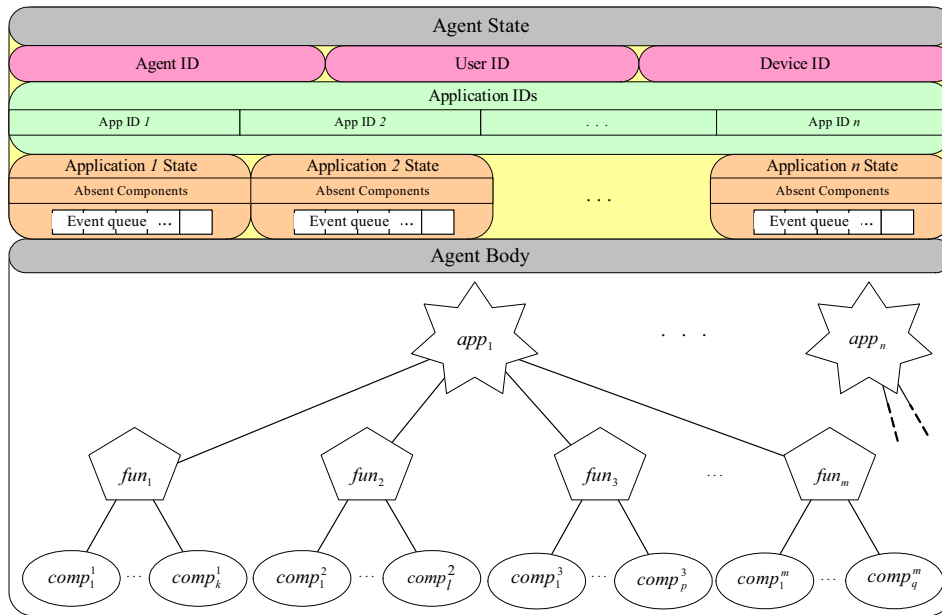 Agent State
Agent ID User ID Device ID
Application IDs
App ID 1 App ID 2 . . . App ID n
Application 1 State Application 2 State Application n State
Absent Components Absent Components . . . Absent Components
Event queue ... Event queue ... Event queue ...
Agent Body
app₁ . . . appₙ
fun₁ fun₂ fun₃ ... funₘ
comp₁¹ ... compₖ¹ comp₁² ... compₗ² comp₁³ ... compₚ³ comp₁ᵐ ... comp_q^m